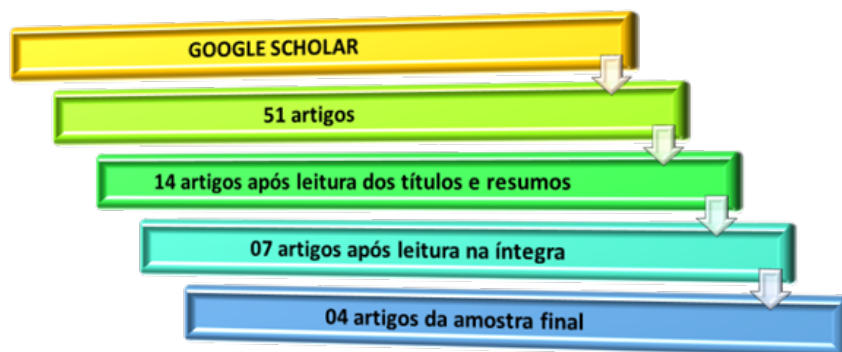 GOOGLE SCHOLAR
51 artigos
14 artigos após leitura dos títulos e resumos
07 artigos após leitura na íntegra
04 artigos da amostra final